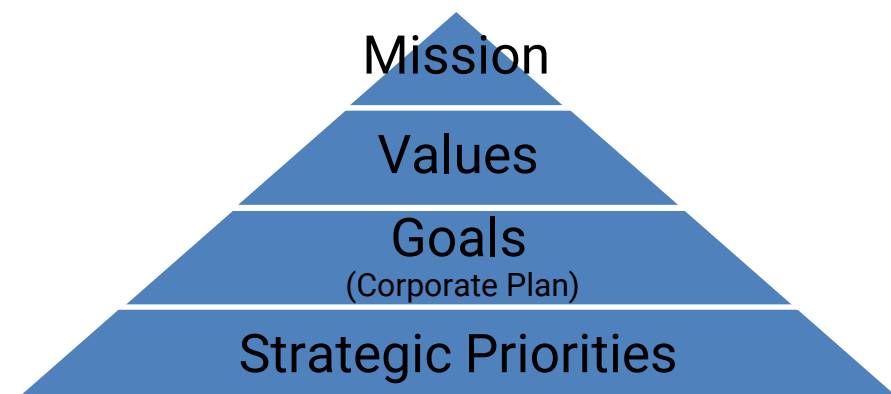 Mission
Values
Goals
(Corporate Plan)
Strategic Priorities